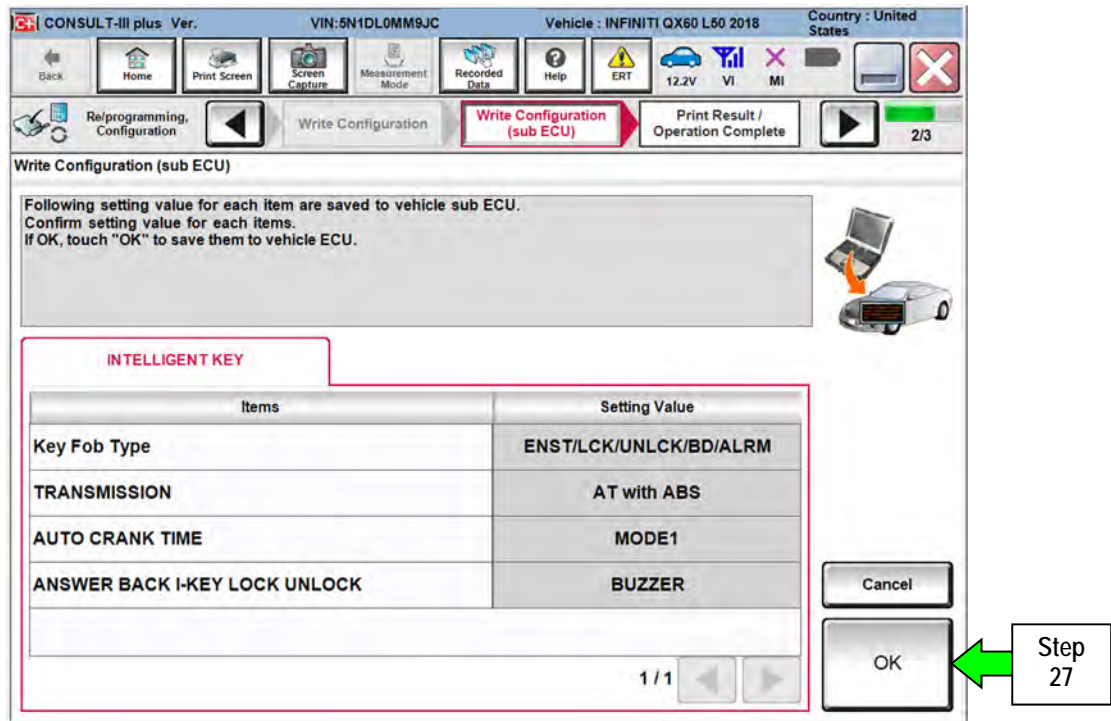 C+ CONSULT-III plus Ver. VIN:5N1DL0MM9JC Vehicle : INFINITI QX60 L50 2018 Country : United
States
Back Home Print Screen Screen
Capture Measurement
Mode Recorded
Data Help ERT 12.2V VI MI
Re/programming,
Configuration Write Configuration Write Configuration
(sub ECU) Print Result /
Operation Complete 2/3
Write Configuration (sub ECU)
Following setting value for each item are saved to vehicle sub ECU.
Confirm setting value for each items.
If OK, touch "OK" to save them to vehicle ECU.
INTELLIGENT KEY
Items Setting Value
Key Fob Type ENST/LCK/UNLCK/BD/ALRM
TRANSMISSION AT with ABS
AUTO CRANK TIME MODE1
ANSWER BACK I-KEY LOCK UNLOCK BUZZER
Cancel
1 / 1
OK
Step
27